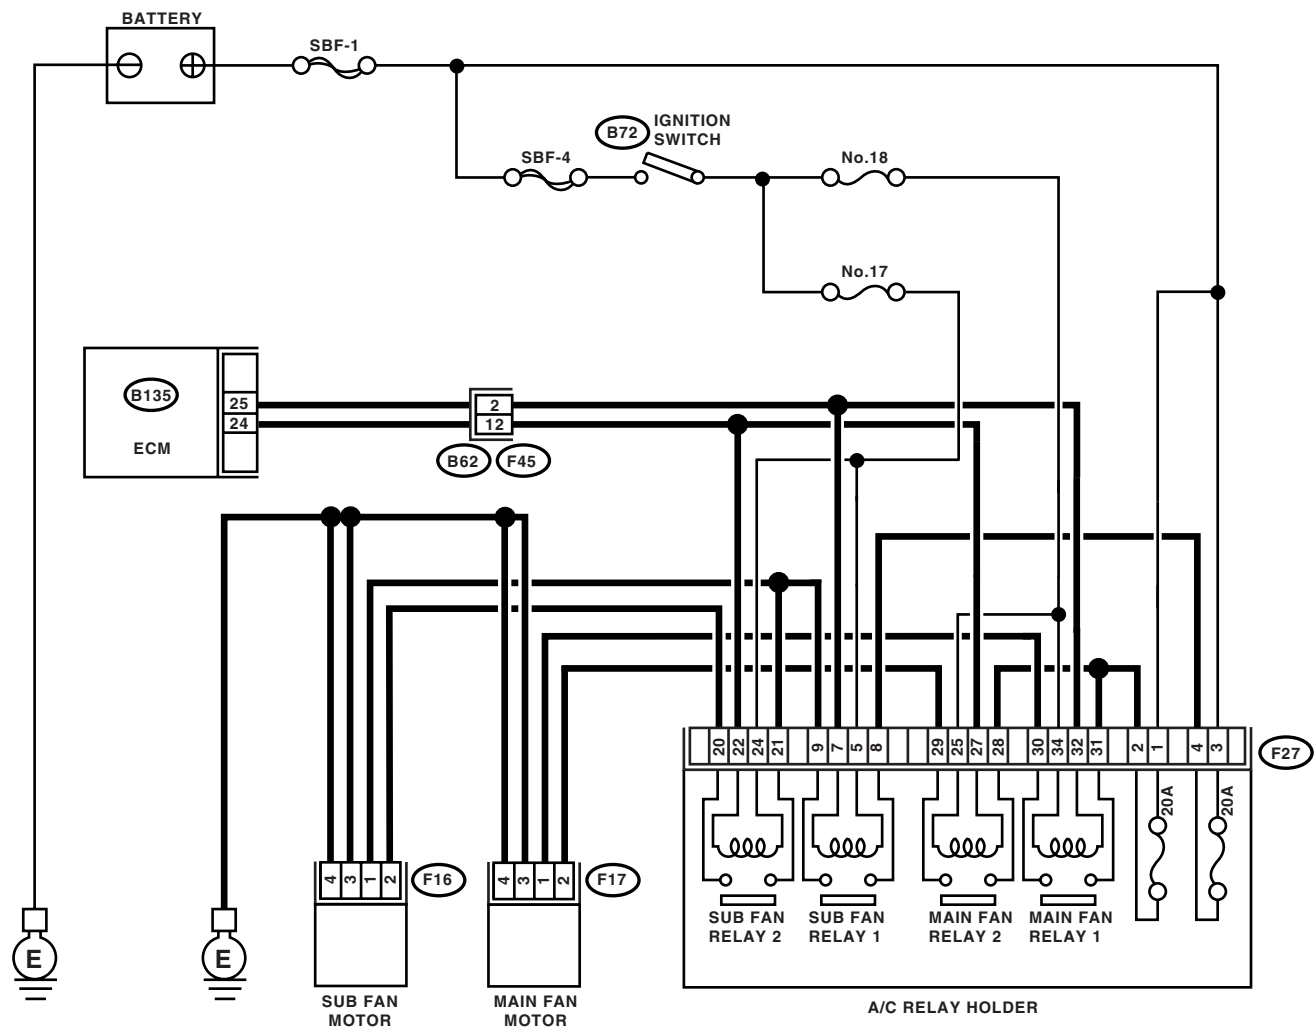 BATTERY
SBF-1
B72
IGNITION
SWITCH
SBF-4
No.18
No.17
B135
ECM
25
24
2
12
B62
F45
20
22
24
21
9
7
5
8
29
25
27
28
30
34
32
31
2
1
4
3
F27
20A
20A
4
3
1
2
F16
4
3
1
2
F17
SUB FAN
RELAY 2
SUB FAN
RELAY 1
MAIN FAN
RELAY 2
MAIN FAN
RELAY 1
E
E
SUB FAN
MOTOR
MAIN FAN
MOTOR
A/C RELAY HOLDER